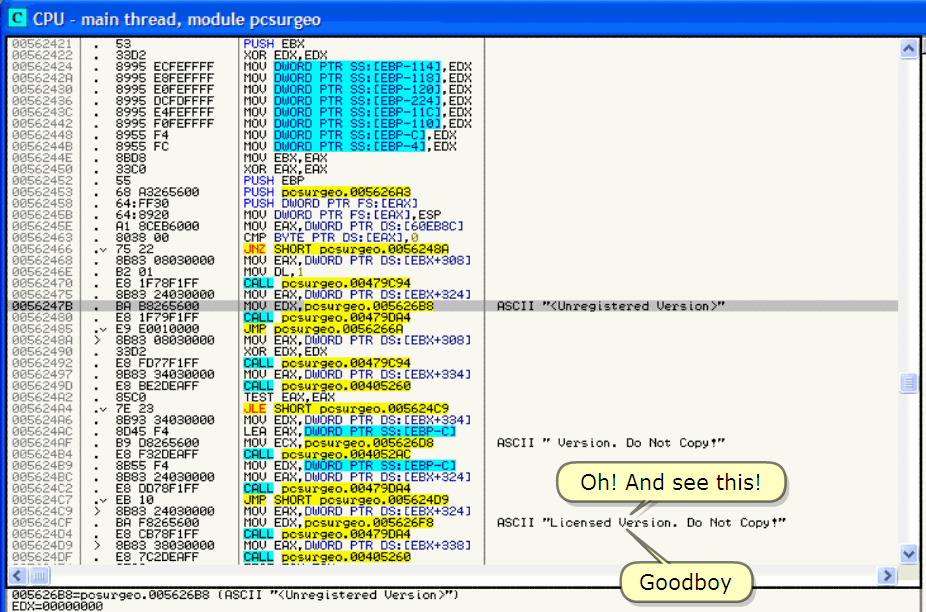 C CPU - main thread, module pcsurgeo
00562421 . 53 PUSH EBX
00562422 . 33D2 XOR EDX,EDX
00562424 . 8995 ECFEFFFF MOV DWORD PTR SS:[EBP-114],EDX
0056242A . 8995 E8FEFFFF MOV DWORD PTR SS:[EBP-118],EDX
00562430 . 8995 E0FEFFFF MOV DWORD PTR SS:[EBP-120],EDX
00562436 . 8995 DCFDFFFF MOV DWORD PTR SS:[EBP-224],EDX
0056243C . 8995 E4FEFFFF MOV DWORD PTR SS:[EBP-11C],EDX
00562442 . 8995 F0FEFFFF MOV DWORD PTR SS:[EBP-110],EDX
00562448 . 8955 F4 MOV DWORD PTR SS:[EBP-C],EDX
0056244B . 8955 FC MOV DWORD PTR SS:[EBP-4],EDX
0056244E . 8BD8 MOV EBX,EAX
00562450 . 33C0 XOR EAX,EAX
00562452 . 55 PUSH EBP
00562453 . 68 A3265600 PUSH pcsurgeo.005626A3
00562458 . 64:FF30 PUSH DWORD PTR FS:[EAX]
0056245B . 64:8920 MOV DWORD PTR FS:[EAX],ESP
0056245E . A1 8CEB6000 MOV EAX,DWORD PTR DS:[60EB8C]
00562463 . 8038 00 CMP BYTE PTR DS:[EAX],0
00562466 .v 75 22 JNZ SHORT pcsurgeo.0056248A
00562468 . 8B83 08030000 MOV EAX,DWORD PTR DS:[EBX+308]
0056246E . B2 01 MOV DL,1
00562470 . E8 1F78F1FF CALL pcsurgeo.00479C94
00562475 . 8B83 24030000 MOV EAX,DWORD PTR DS:[EBX+324]
0056247B . BA B8265600 MOV EDX,pcsurgeo.005626B8 ASCII "<Unregistered Version>"
00562480 . E8 1F79F1FF CALL pcsurgeo.00479DA4
00562485 .v E9 E0010000 JMP pcsurgeo.0056266A
0056248A > 8B83 08030000 MOV EAX,DWORD PTR DS:[EBX+308]
00562490 . 33D2 XOR EDX,EDX
00562492 . E8 FD77F1FF CALL pcsurgeo.00479C94
00562497 . 8B83 34030000 MOV EAX,DWORD PTR DS:[EBX+334]
0056249D . E8 BE2DEAFF CALL pcsurgeo.00405260
005624A2 . 85C0 TEST EAX,EAX
005624A4 .v 7E 23 JLE SHORT pcsurgeo.005624C9
005624A6 . 8B93 34030000 MOV EDX,DWORD PTR DS:[EBX+334]
005624AC . 8D45 F4 LEA EAX,DWORD PTR SS:[EBP-C]
005624AF . B9 D8265600 MOV ECX,pcsurgeo.005626D8 ASCII " Version. Do Not Copy!"
005624B4 . E8 F32DEAFF CALL pcsurgeo.004052AC
005624B9 . 8B55 F4 MOV EDX,DWORD PTR SS:[EBP-C]
005624BC . 8B83 24030000 MOV EAX,DWORD PTR DS:[EBX+324]
005624C2 . E8 DD78F1FF CALL pcsurgeo.00479DA4
005624C7 .v EB 10 JMP SHORT pcsurgeo.005624D9
005624C9 > 8B83 24030000 MOV EAX,DWORD PTR DS:[EBX+324]
005624CF . BA F8265600 MOV EDX,pcsurgeo.005626F8 ASCII "Licensed Version. Do Not Copy!"
005624D4 . E8 CB78F1FF CALL pcsurgeo.00479DA4
005624D9 > 8B83 38030000 MOV EAX,DWORD PTR DS:[EBX+338]
005624DF . E8 7C2DEAFF CALL pcsurgeo.00405260
Oh! And see this!
Goodboy
005626B8=pcsurgeo.005626B8 (ASCII "<Unregistered Version>")
EDX=00000000